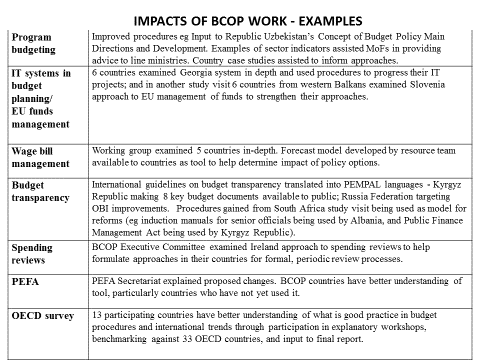 IMPACTS OF BCOP WORK - EXAMPLES
Program budgeting
Improved procedures eg Input to Republic Uzbekistan's Concept of Budget Policy Main
Directions and Development. Examples of sector indicators assisted MoFs in providing
advice to line ministries. Country case studies assisted to inform approaches.
IT systems in budget planning/ EU funds management
6 countries examined Georgia system in depth and used procedures to progress their IT
projects; and in another study visit 6 countries from western Balkans examined Slovenia
approach to EU management of funds to strengthen their approaches.
Wage bill management
Working group examined 5 countries in-depth. Forecast model developed by resource team
available to countries as tool to help determine impact of policy options.
Budget transparency
International guidelines on budget transparency translated into PEMPAL languages - Kyrgyz
Republic making 8 key budget documents available to public; Russia Federation targeting
OBI improvements. Procedures gained from South Africa study visit being used as model for
reforms (eg induction manuals for senior officials being used by Albania, and Public Finance
Management Act being used by Kyrgyz Republic).
Spending reviews
BCOP Executive Committee examined Ireland approach to spending reviews to help
formulate approaches in their countries for formal, periodic review processes.
PEFA
PEFA Secretariat explained proposed changes. BCOP countries have better understanding of
tool, particularly countries who have not yet used it.
OECD survey
13 participating countries have better understanding of what is good practice in budget
procedures and international trends through participation in explanatory workshops,
benchmarking against 33 OECD countries, and input to final report.